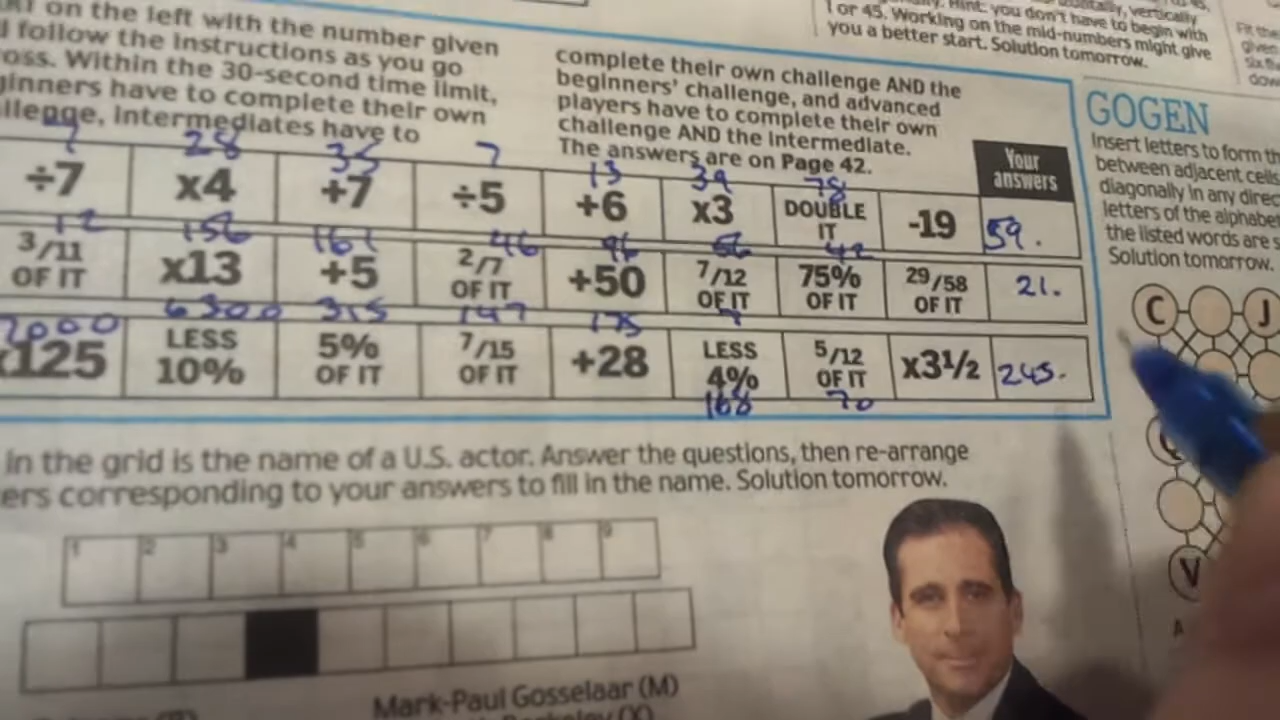 on the left with the number given
follow the instructions as you go
Within the 30-second time limit,
have to complete their own
Intermediates have to
complete their own challenge AND the
beginners' challenge, and advanced
players have to complete their own
challenge AND the Intermediate.
The answers are on Page 42.
Hint: you don't have to begin with
1 or 45. Working on the mid-numbers might give
you a better start. Solution tomorrow.
7 28 35 7 13 39 78
÷7 x4 +7 ÷5 +6 x3 DOUBLE IT -19
Your answers
59.
12 156 161 46 96 56 42
3/11 OF IT x13 +5 2/7 OF IT +50 7/12 OF IT 75% OF IT 29/58 OF IT 21.
7000 6300 315 147 175
x125 LESS 10% 5% OF IT 7/15 OF IT +28 LESS 4% 5/12 OF IT x3½ 245.
168 70
in the grid is the name of a U.S. actor. Answer the questions, then re-arrange
corresponding to your answers to fill in the name. Solution tomorrow.
1 2 3 4 5 6 7 8 9
Mark-Paul Gosselaar (M)
GOGEN
Insert letters to form
between adjacent cells
diagonally in any
letters of the
the listed words are
Solution tomorrow.
C J
V
A